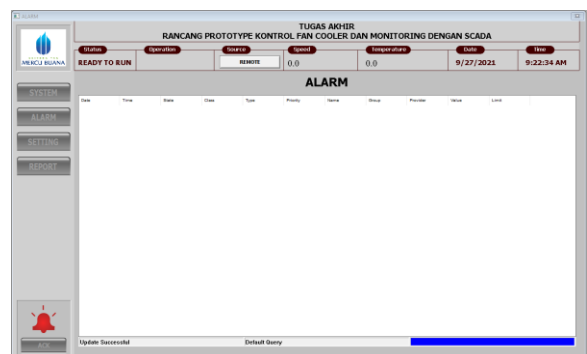 ALARM
TUGAS AKHIR
RANCANG PROTOTYPE KONTROL FAN COOLER DAN MONITORING DENGAN SCADA
MERCU BUANA
Status Operation Source Speed Temperature Date Time
READY TO RUN REMOTE 0.0 0.0 9/27/2021 9:22:34 AM
ALARM
SYSTEM
ALARM
SETTING
REPORT
Date Time State Class Type Priority Name Group Provider Value Limit
ACK
Update Successful Default Query